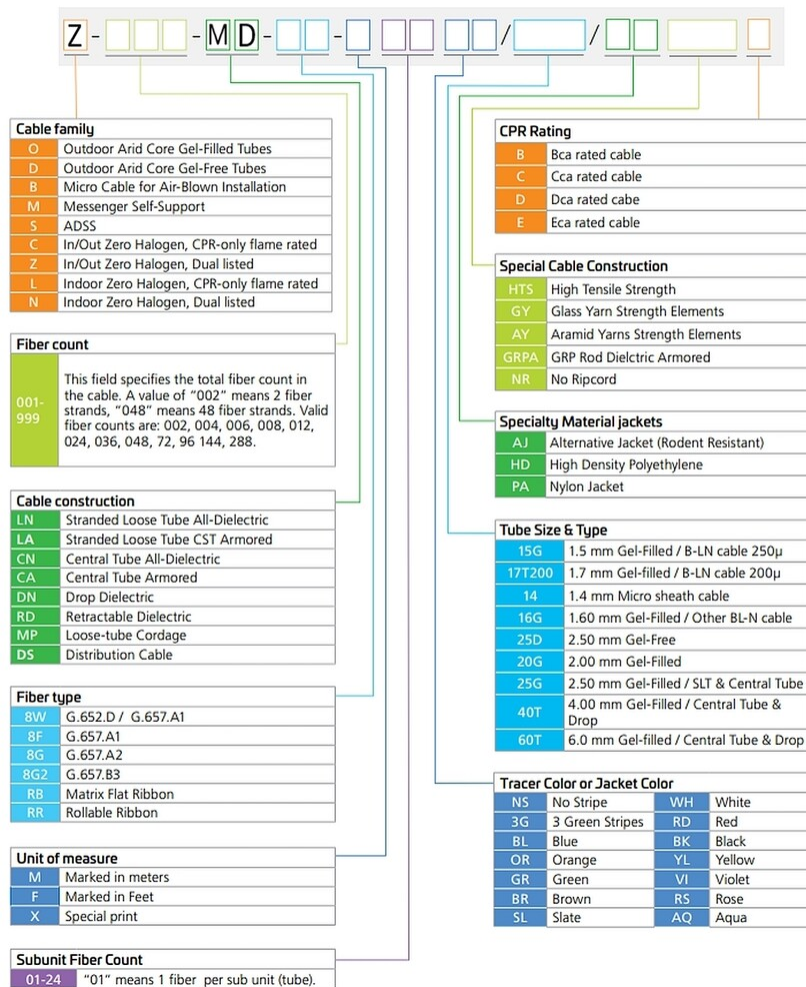 Z - - M D - - / /
Cable family
O Outdoor Arid Core Gel-Filled Tubes
D Outdoor Arid Core Gel-Free Tubes
B Micro Cable for Air-Blown Installation
M Messenger Self-Support
S ADSS
C In/Out Zero Halogen, CPR-only flame rated
Z In/Out Zero Halogen, Dual listed
L Indoor Zero Halogen, CPR-only flame rated
N Indoor Zero Halogen, Dual listed
Fiber count
001-
999
This field specifies the total fiber count in
the cable. A value of “002” means 2 fiber
strands, “048” means 48 fiber strands. Valid
fiber counts are: 002, 004, 006, 008, 012,
024, 036, 048, 72, 96 144, 288.
Cable construction
LN Stranded Loose Tube All-Dielectric
LA Stranded Loose Tube CST Armored
CN Central Tube All-Dielectric
CA Central Tube Armored
DN Drop Dielectric
RD Retractable Dielectric
MP Loose-tube Cordage
DS Distribution Cable
Fiber type
8W G.652.D / G.657.A1
8F G.657.A1
8G G.657.A2
8G2 G.657.B3
RB Matrix Flat Ribbon
RR Rollable Ribbon
Unit of measure
M Marked in meters
F Marked in Feet
X Special print
Subunit Fiber Count
01-24 “01” means 1 fiber per sub unit (tube).
CPR Rating
B Bca rated cable
C Cca rated cable
D Dca rated cabe
E Eca rated cable
Special Cable Construction
HTS High Tensile Strength
GY Glass Yarn Strength Elements
AY Aramid Yarns Strength Elements
GRPA GRP Rod Dielctric Armored
NR No Ripcord
Specialty Material jackets
AJ Alternative Jacket (Rodent Resistant)
HD High Density Polyethylene
PA Nylon Jacket
Tube Size & Type
15G 1.5 mm Gel-Filled / B-LN cable 250µ
17T200 1.7 mm Gel-filled / B-LN cable 200µ
14 1.4 mm Micro sheath cable
16G 1.60 mm Gel-Filled / Other BL-N cable
25D 2.50 mm Gel-Free
20G 2.00 mm Gel-Filled
25G 2.50 mm Gel-Filled / SLT & Central Tube
40T 4.00 mm Gel-Filled / Central Tube &
Drop
60T 6.0 mm Gel-filled / Central Tube & Drop
Tracer Color or Jacket Color
NS No Stripe WH White
3G 3 Green Stripes RD Red
BL Blue BK Black
OR Orange YL Yellow
GR Green VI Violet
BR Brown RS Rose
SL Slate AQ Aqua